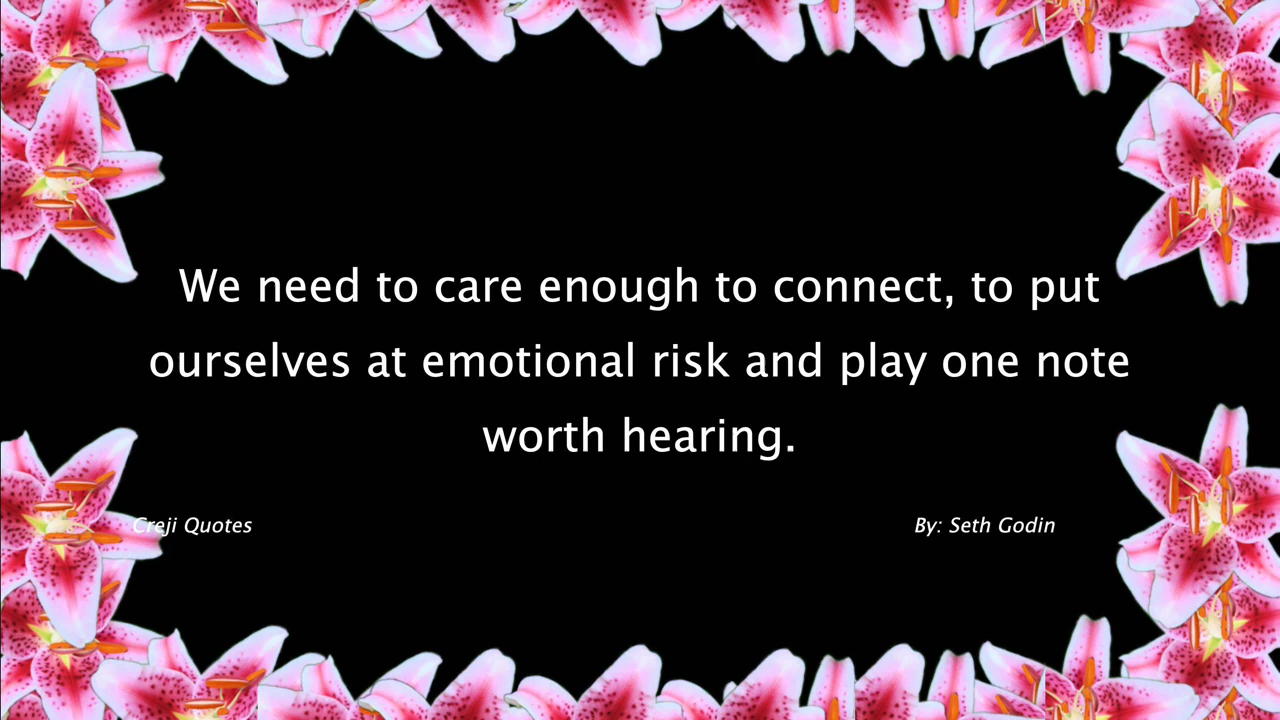 We need to care enough to connect, to put
ourselves at emotional risk and play one note
worth hearing.
Creji Quotes
By: Seth Godin